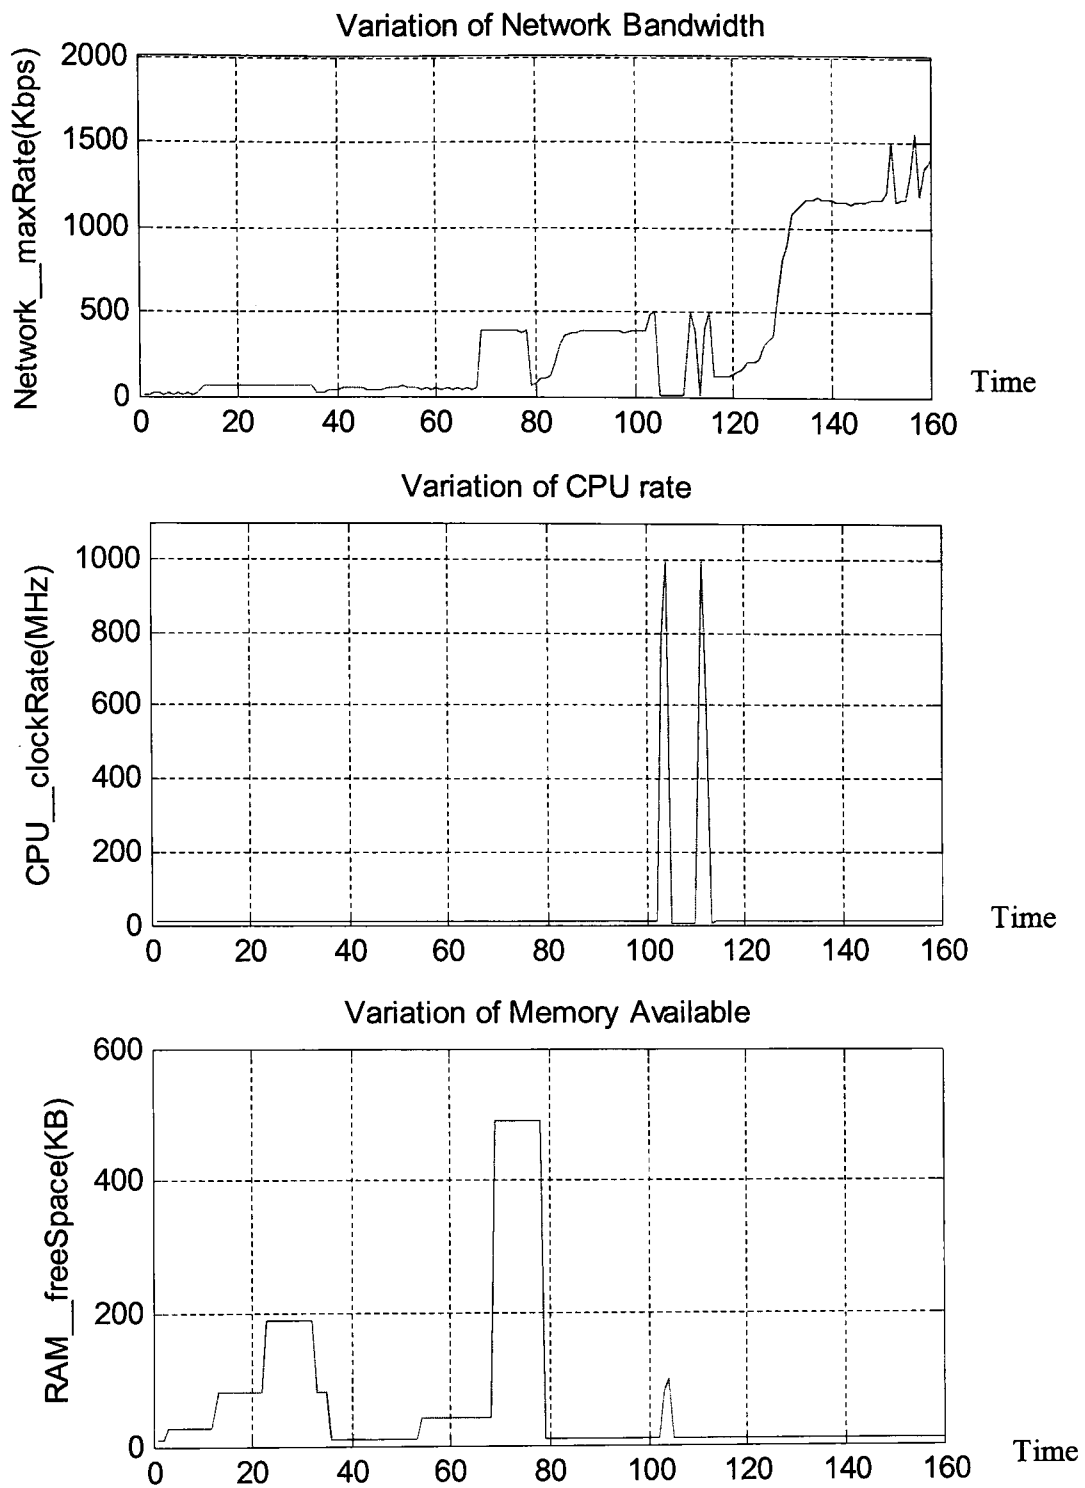 Variation of Network Bandwidth
Network__maxRate(Kbps)
2000
1500
1000
500
0
0 20 40 60 80 100 120 140 160
Time
Variation of CPU rate
CPU__clockRate(MHz)
1000
800
600
400
200
0
0 20 40 60 80 100 120 140 160
Time
Variation of Memory Available
RAM__freeSpace(KB)
600
400
200
0
0 20 40 60 80 100 120 140 160
Time